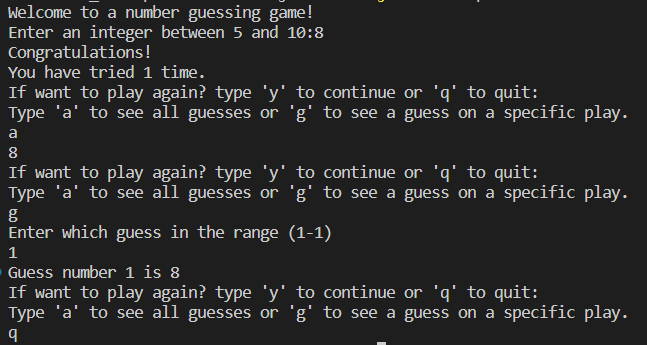 Welcome to a number guessing game!
Enter an integer between 5 and 10:8
Congratulations!
You have tried 1 time.
If want to play again? type 'y' to continue or 'q' to quit:
Type 'a' to see all guesses or 'g' to see a guess on a specific play.
a
8
If want to play again? type 'y' to continue or 'q' to quit:
Type 'a' to see all guesses or 'g' to see a guess on a specific play.
g
Enter which guess in the range (1-1)
1
Guess number 1 is 8
If want to play again? type 'y' to continue or 'q' to quit:
Type 'a' to see all guesses or 'g' to see a guess on a specific play.
q